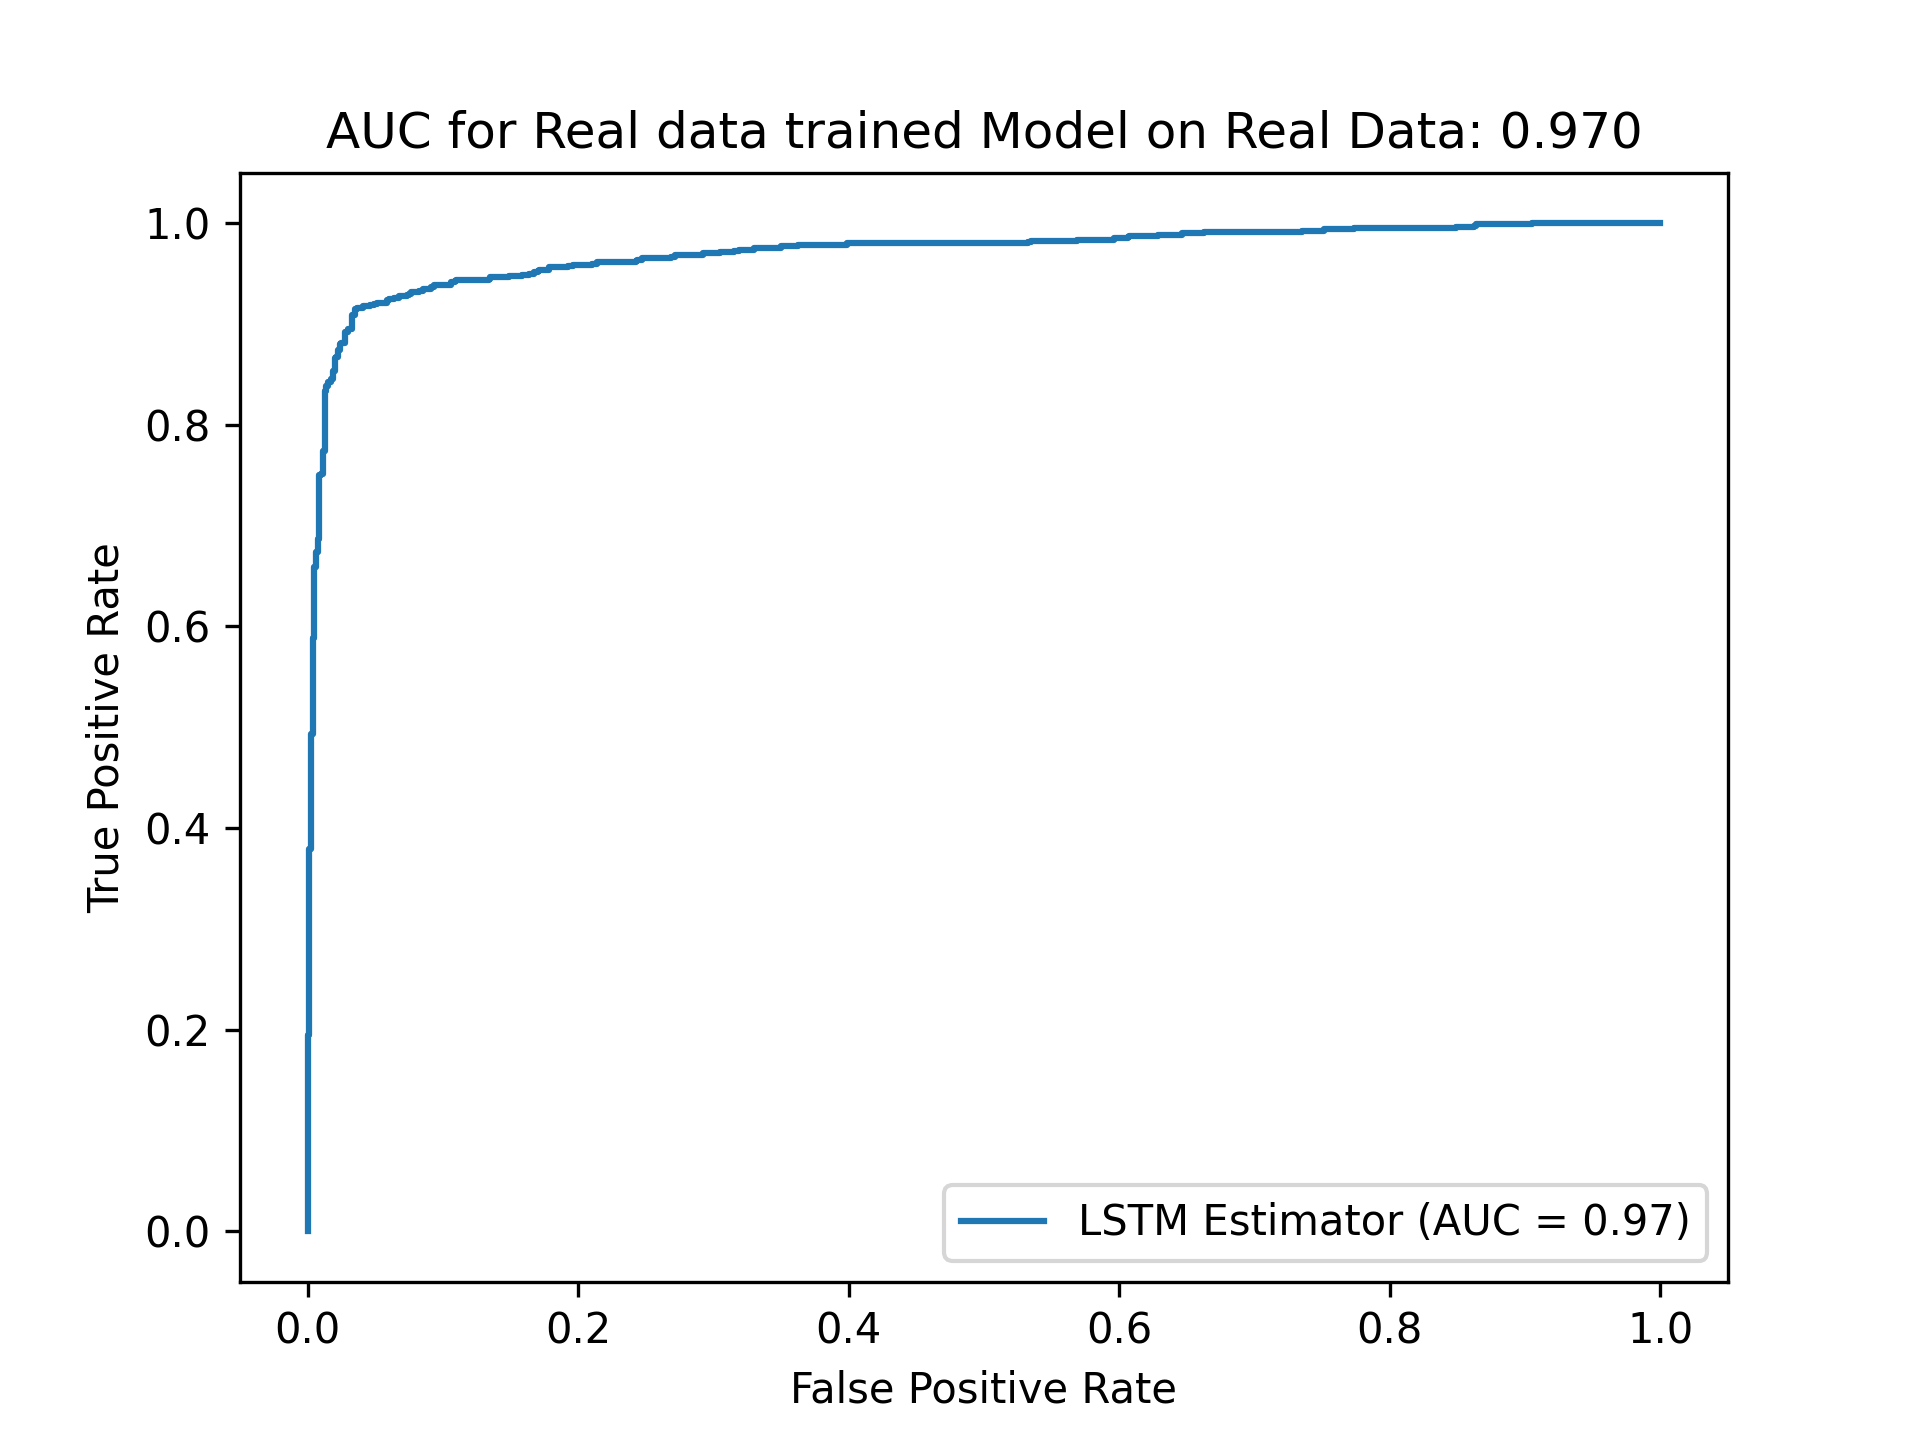 AUC for Real data trained Model on Real Data: 0.970
1.0
0.8
0.6
0.4
0.2
0.0
True Positive Rate
LSTM Estimator (AUC = 0.97)
0.0 0.2 0.4 0.6 0.8 1.0
False Positive Rate